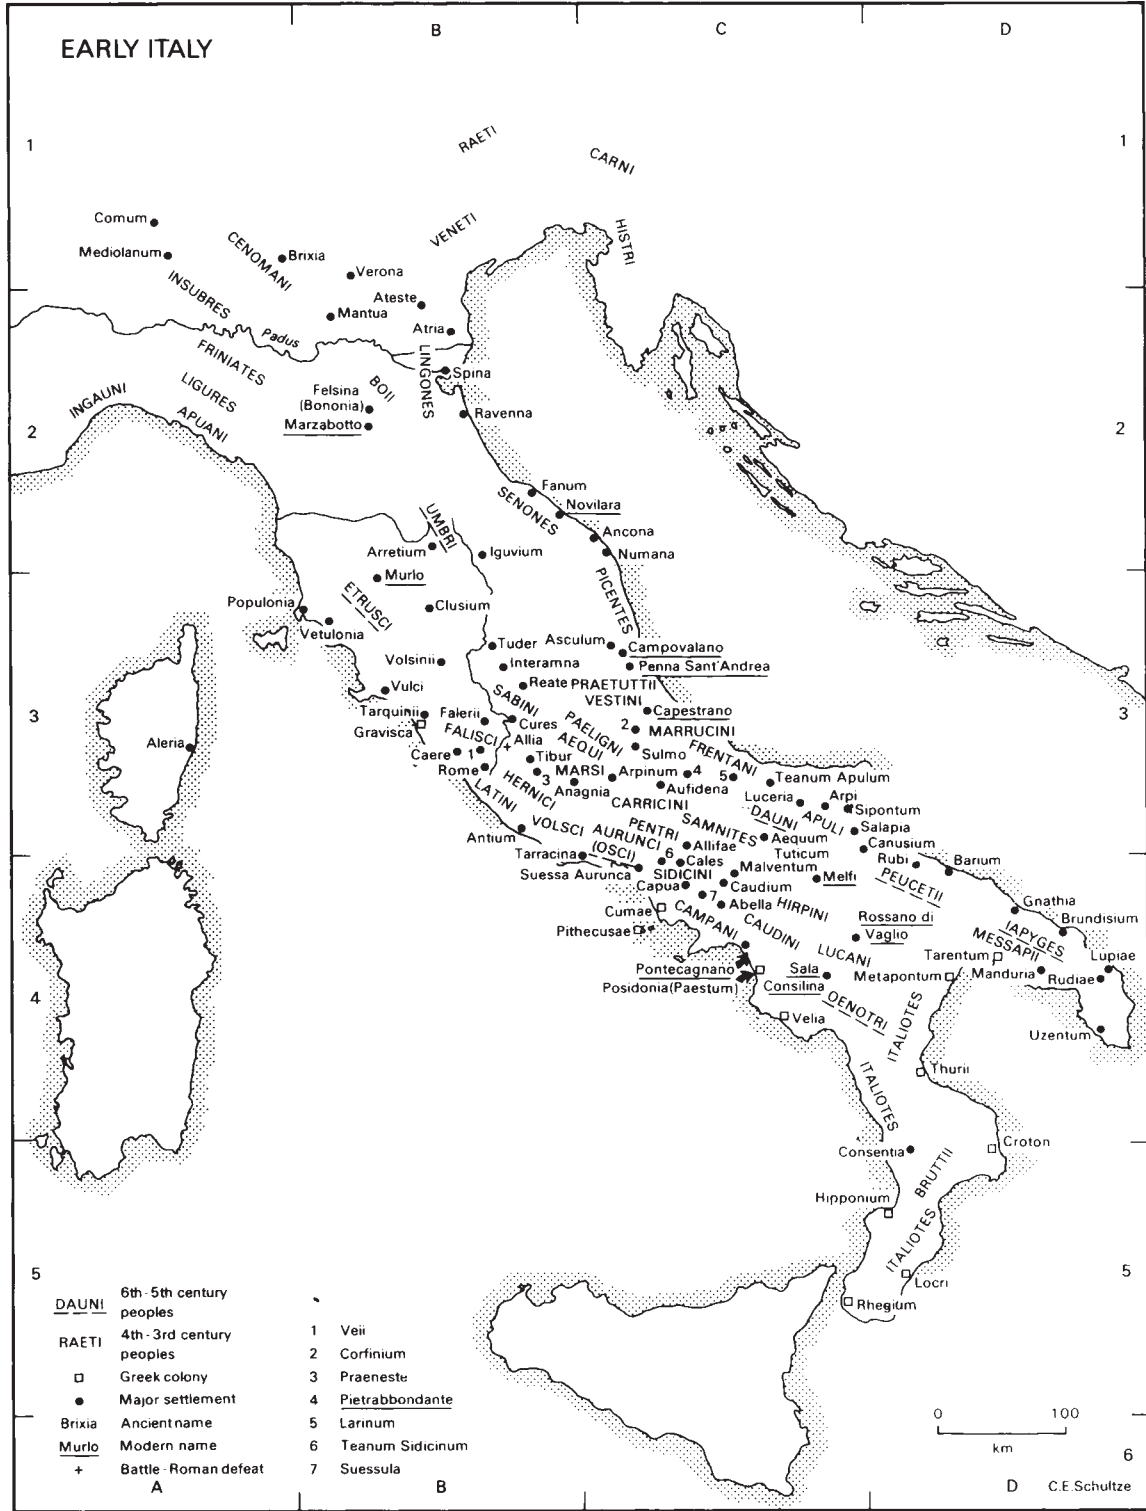 B
C
D
EARLY ITALY
1
RAETI
CARNI
1
Comum
VENETI
HISTRI
Mediolanum
CENOMANI
Brixia
Verona
INSUBRES
Ateste
Mantua
Atria
Padus
FRINIATES
LINGONES
Spina
BOII
LIGURES
INGAUNI
APUANI
Felsina
(Bononia)
Ravenna
Marzabotto
2
2
Fanum
SENONES
Novilara
UMBRI
Ancona
Arretium
Iguvium
Numana
Murlo
PICENTES
ETRUSCI
Populonia
Clusium
Vetulonia
Tuder
Asculum
Campovalano
Volsinii
Interamna
Penna Sant'Andrea
Reate
PRAETUTTII
Vulci
SABINI
VESTINI
3
Tarquinii
Falerii
Capestrano
3
Gravisca
Cures
PAELIGNI
2
MARRUCINI
FALISCI
Allia
AEQUI
Aleria
Caere
1
Tibur
Sulmo
FRENTANI
Rome
3
MARSI
Arpinum
4
5
Teanum Apulum
HERNICI
Anagnia
Aufidena
LATINI
CARRICINI
Luceria
Arpi
Sipontum
DAUNI
APULI
SAMNITES
Salapia
VOLSCI
AURUNCI
(OSCI)
PENTRI
Antium
Aequum
Tuticum
Canusium
Allifae
6
Tarracina
Cales
Rubi
Barium
Suessa Aurunca
SIDICINI
Malventum
Melfi
PEUCETII
Capua
Caudium
7
Abella
HIRPINI
Gnathia
Cumae
CAMPANI
Rossano di
Vaglio
Brundisium
Pithecusae
CAUDINI
IAPYGES
MESSAPII
LUCANI
Tarentum
Lupiae
Pontecagnano
Sala
Consilina
Metapontum
Manduria
Rudiae
Posidonia(Paestum)
4
OENOTRI
4
Velia
ITALIOTES
Uzentum
ITALIOTES
Thurii
Consentia
Croton
BRUTTII
Hipponium
ITALIOTES
5
Locri
5
Rhegium
DAUNI
6th-5th century
peoples
RAETI
4th-3rd century
peoples
Greek colony
Major settlement
Brixia Ancient name
Murlo Modern name
+ Battle-Roman defeat
1 Veii
2 Corfinium
3 Praeneste
4 Pietrabbondante
5 Larinum
6 Teanum Sidicinum
7 Suessula
0 100
km
6
A
B
D
C.E.Schultze